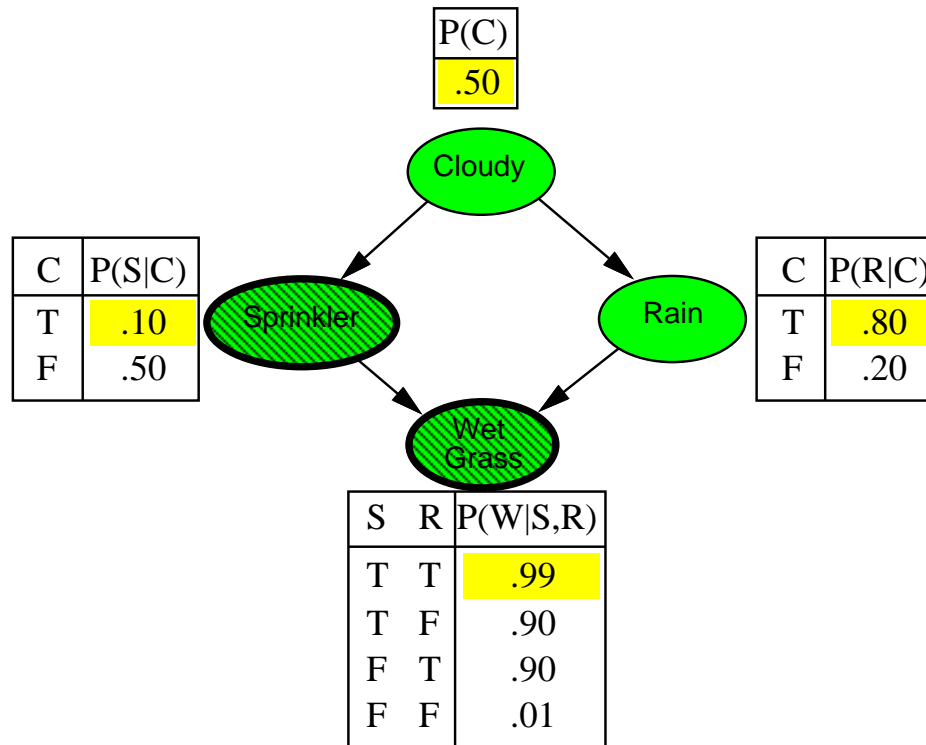 P(C)
.50
Cloudy
C P(S|C)
T .10
F .50
Sprinkler
Rain
C P(R|C)
T .80
F .20
Wet
Grass
S R P(W|S,R)
T T .99
T F .90
F T .90
F F .01